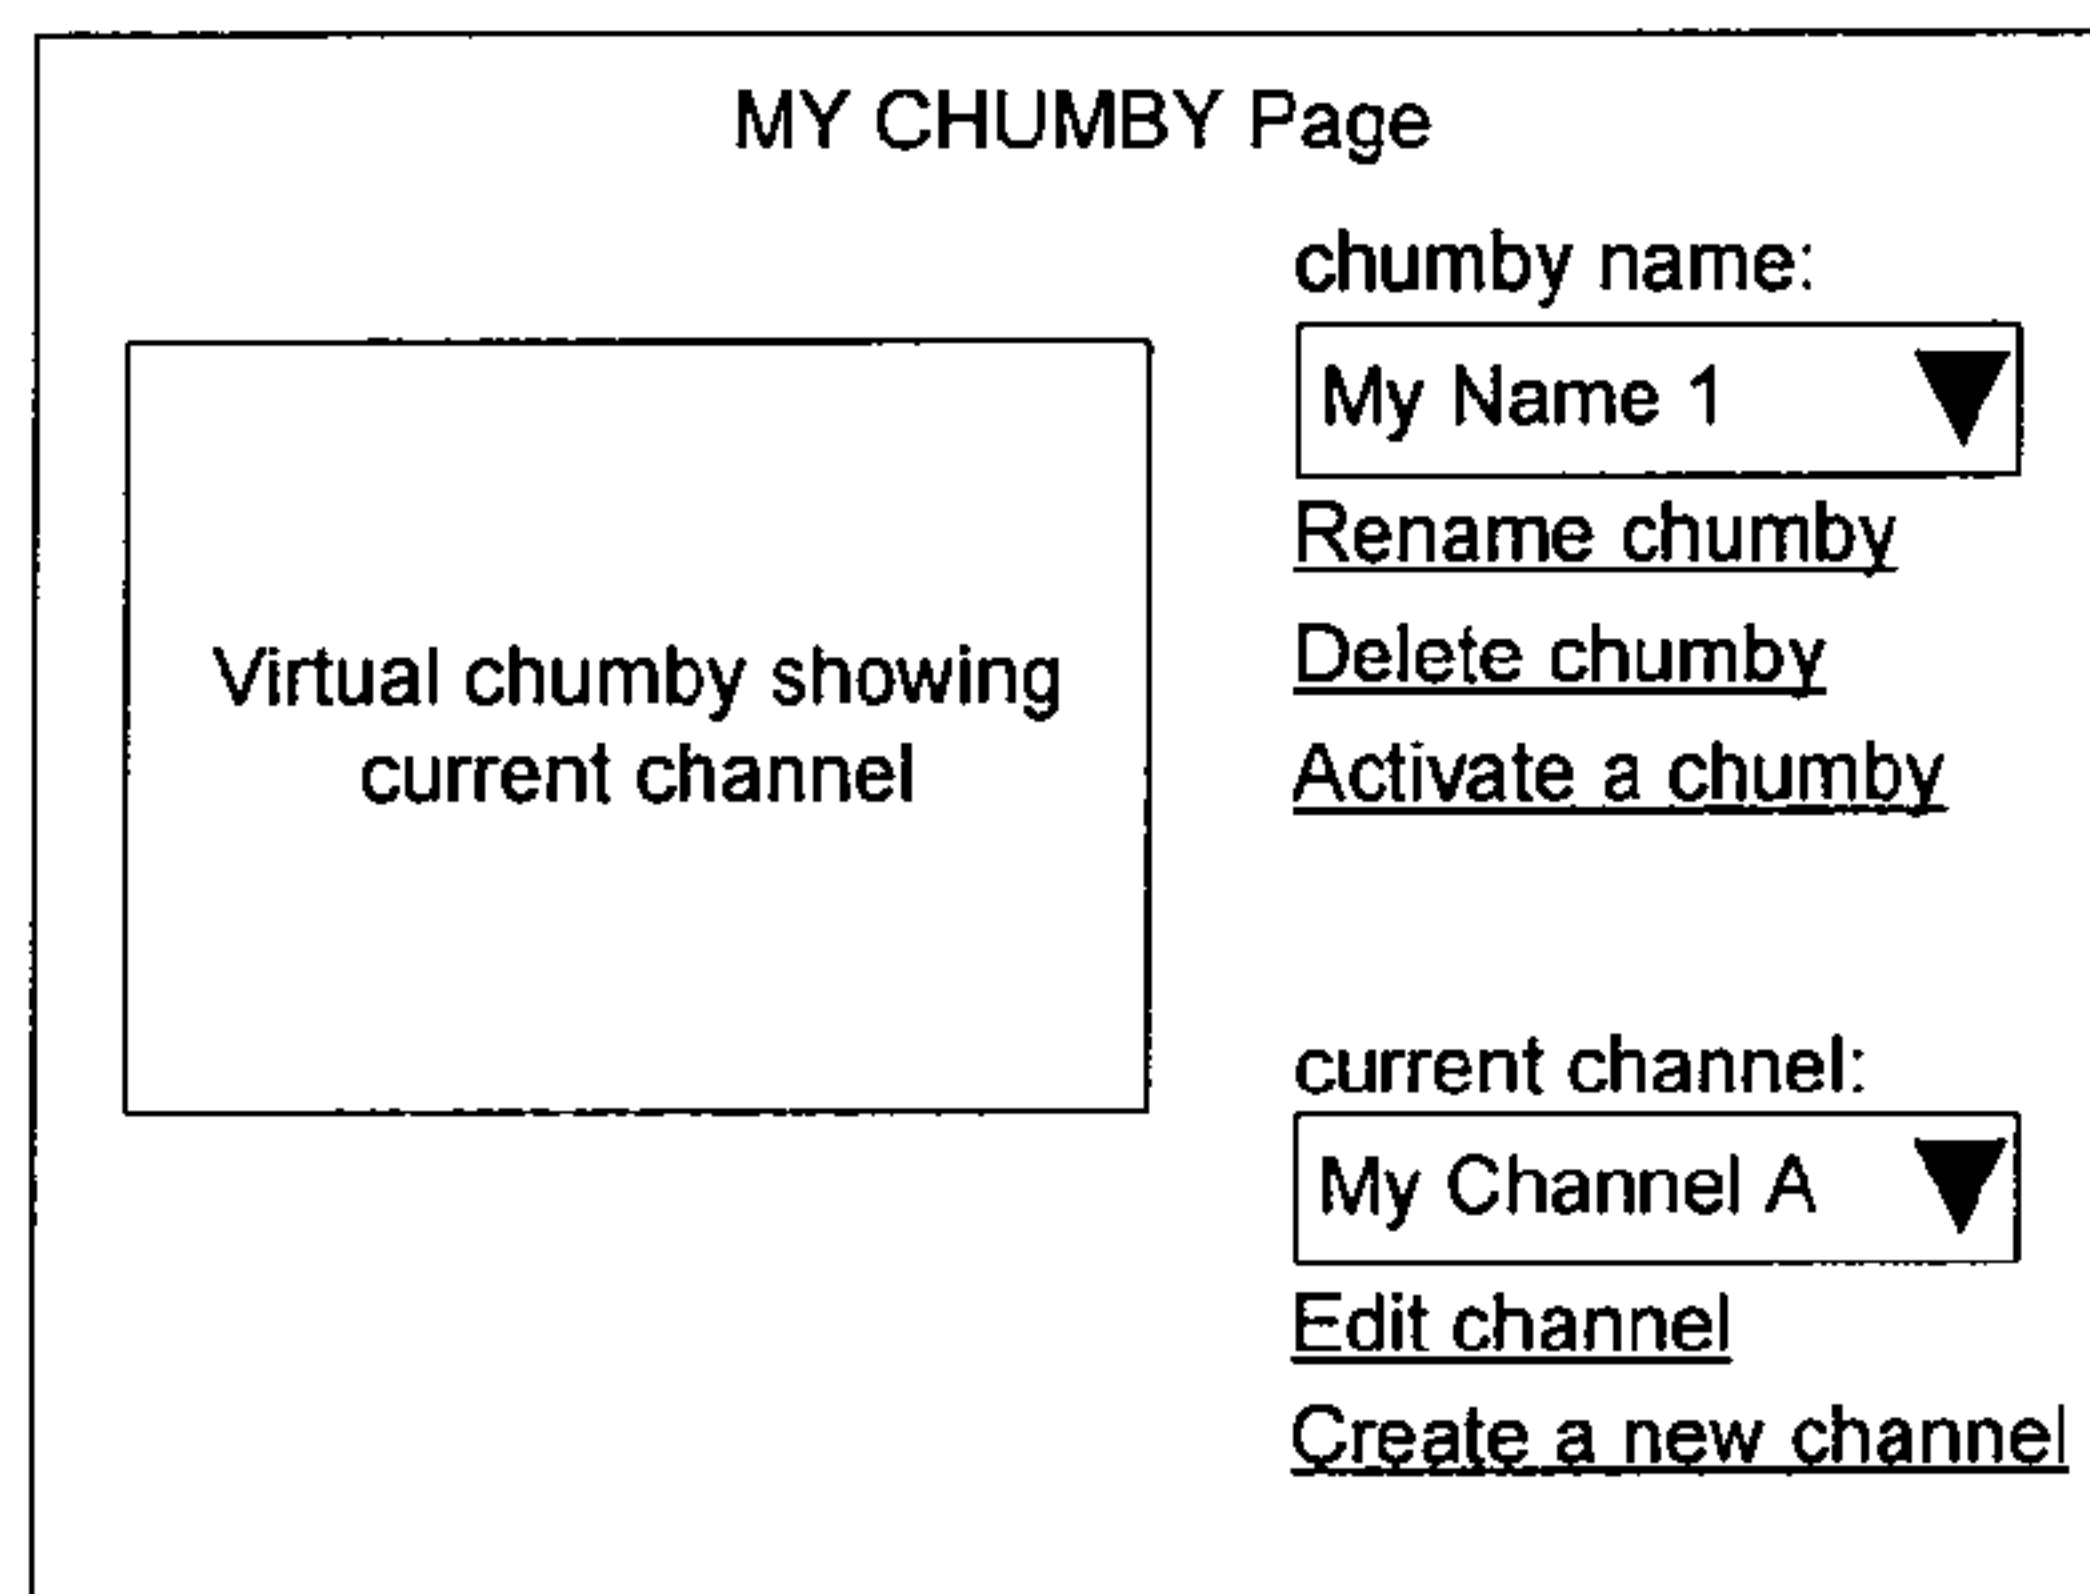 MY CHUMBY Page
Virtual chumby showing
current channel
chumby name:
My Name 1
Rename chumby
Delete chumby
Activate a chumby
current channel:
My Channel A
Edit channel
Create a new channel